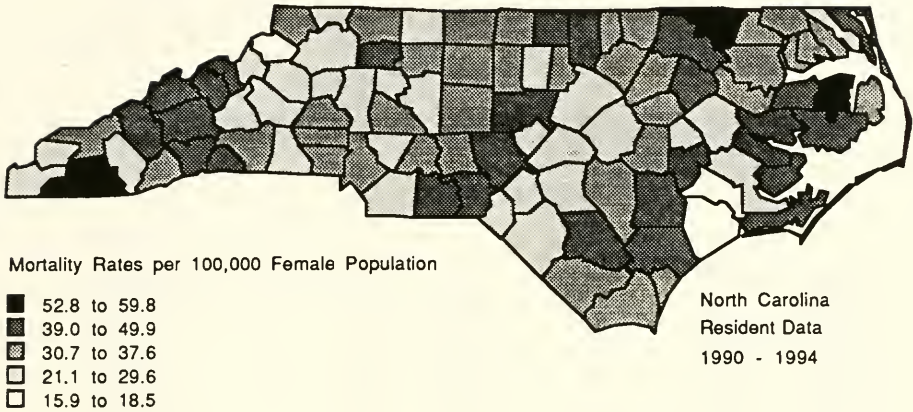 Mortality Rates per 100,000 Female Population
52.8 to 59.8
39.0 to 49.9
30.7 to 37.6
21.1 to 29.6
15.9 to 18.5
North Carolina
Resident Data
1990 - 1994